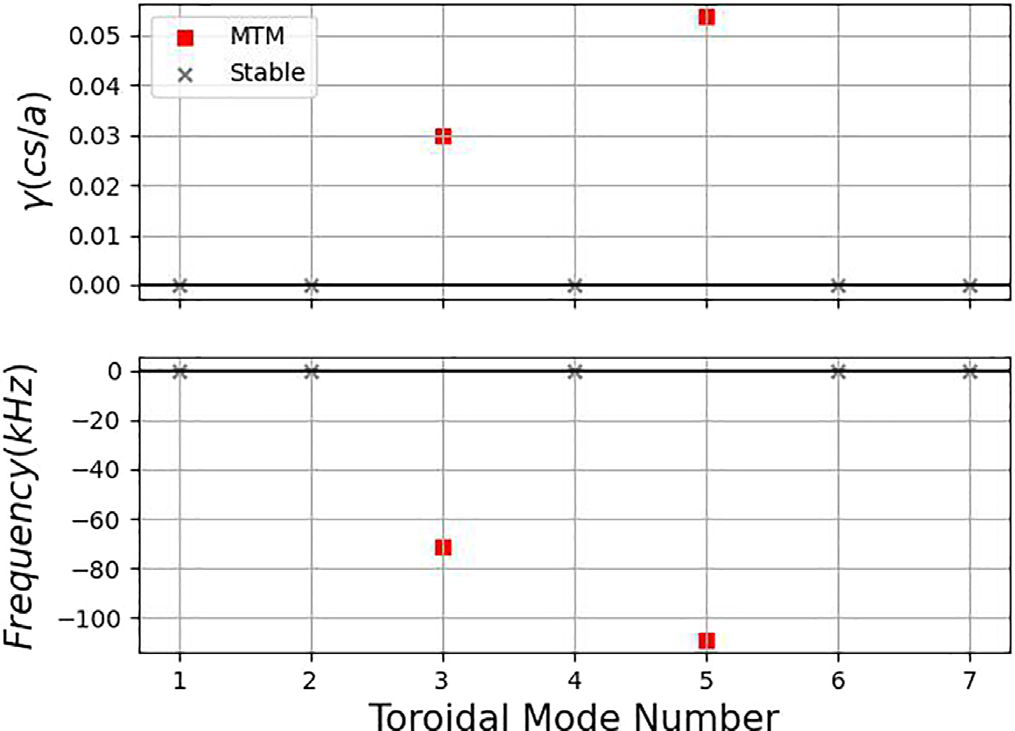 MTM
Stable
0.05
0.04
0.03
0.02
0.01
0.00
γ(cs/a)
0
−20
−40
−60
−80
−100
Frequency(kHz)
1 2 3 4 5 6 7
Toroidal Mode Number